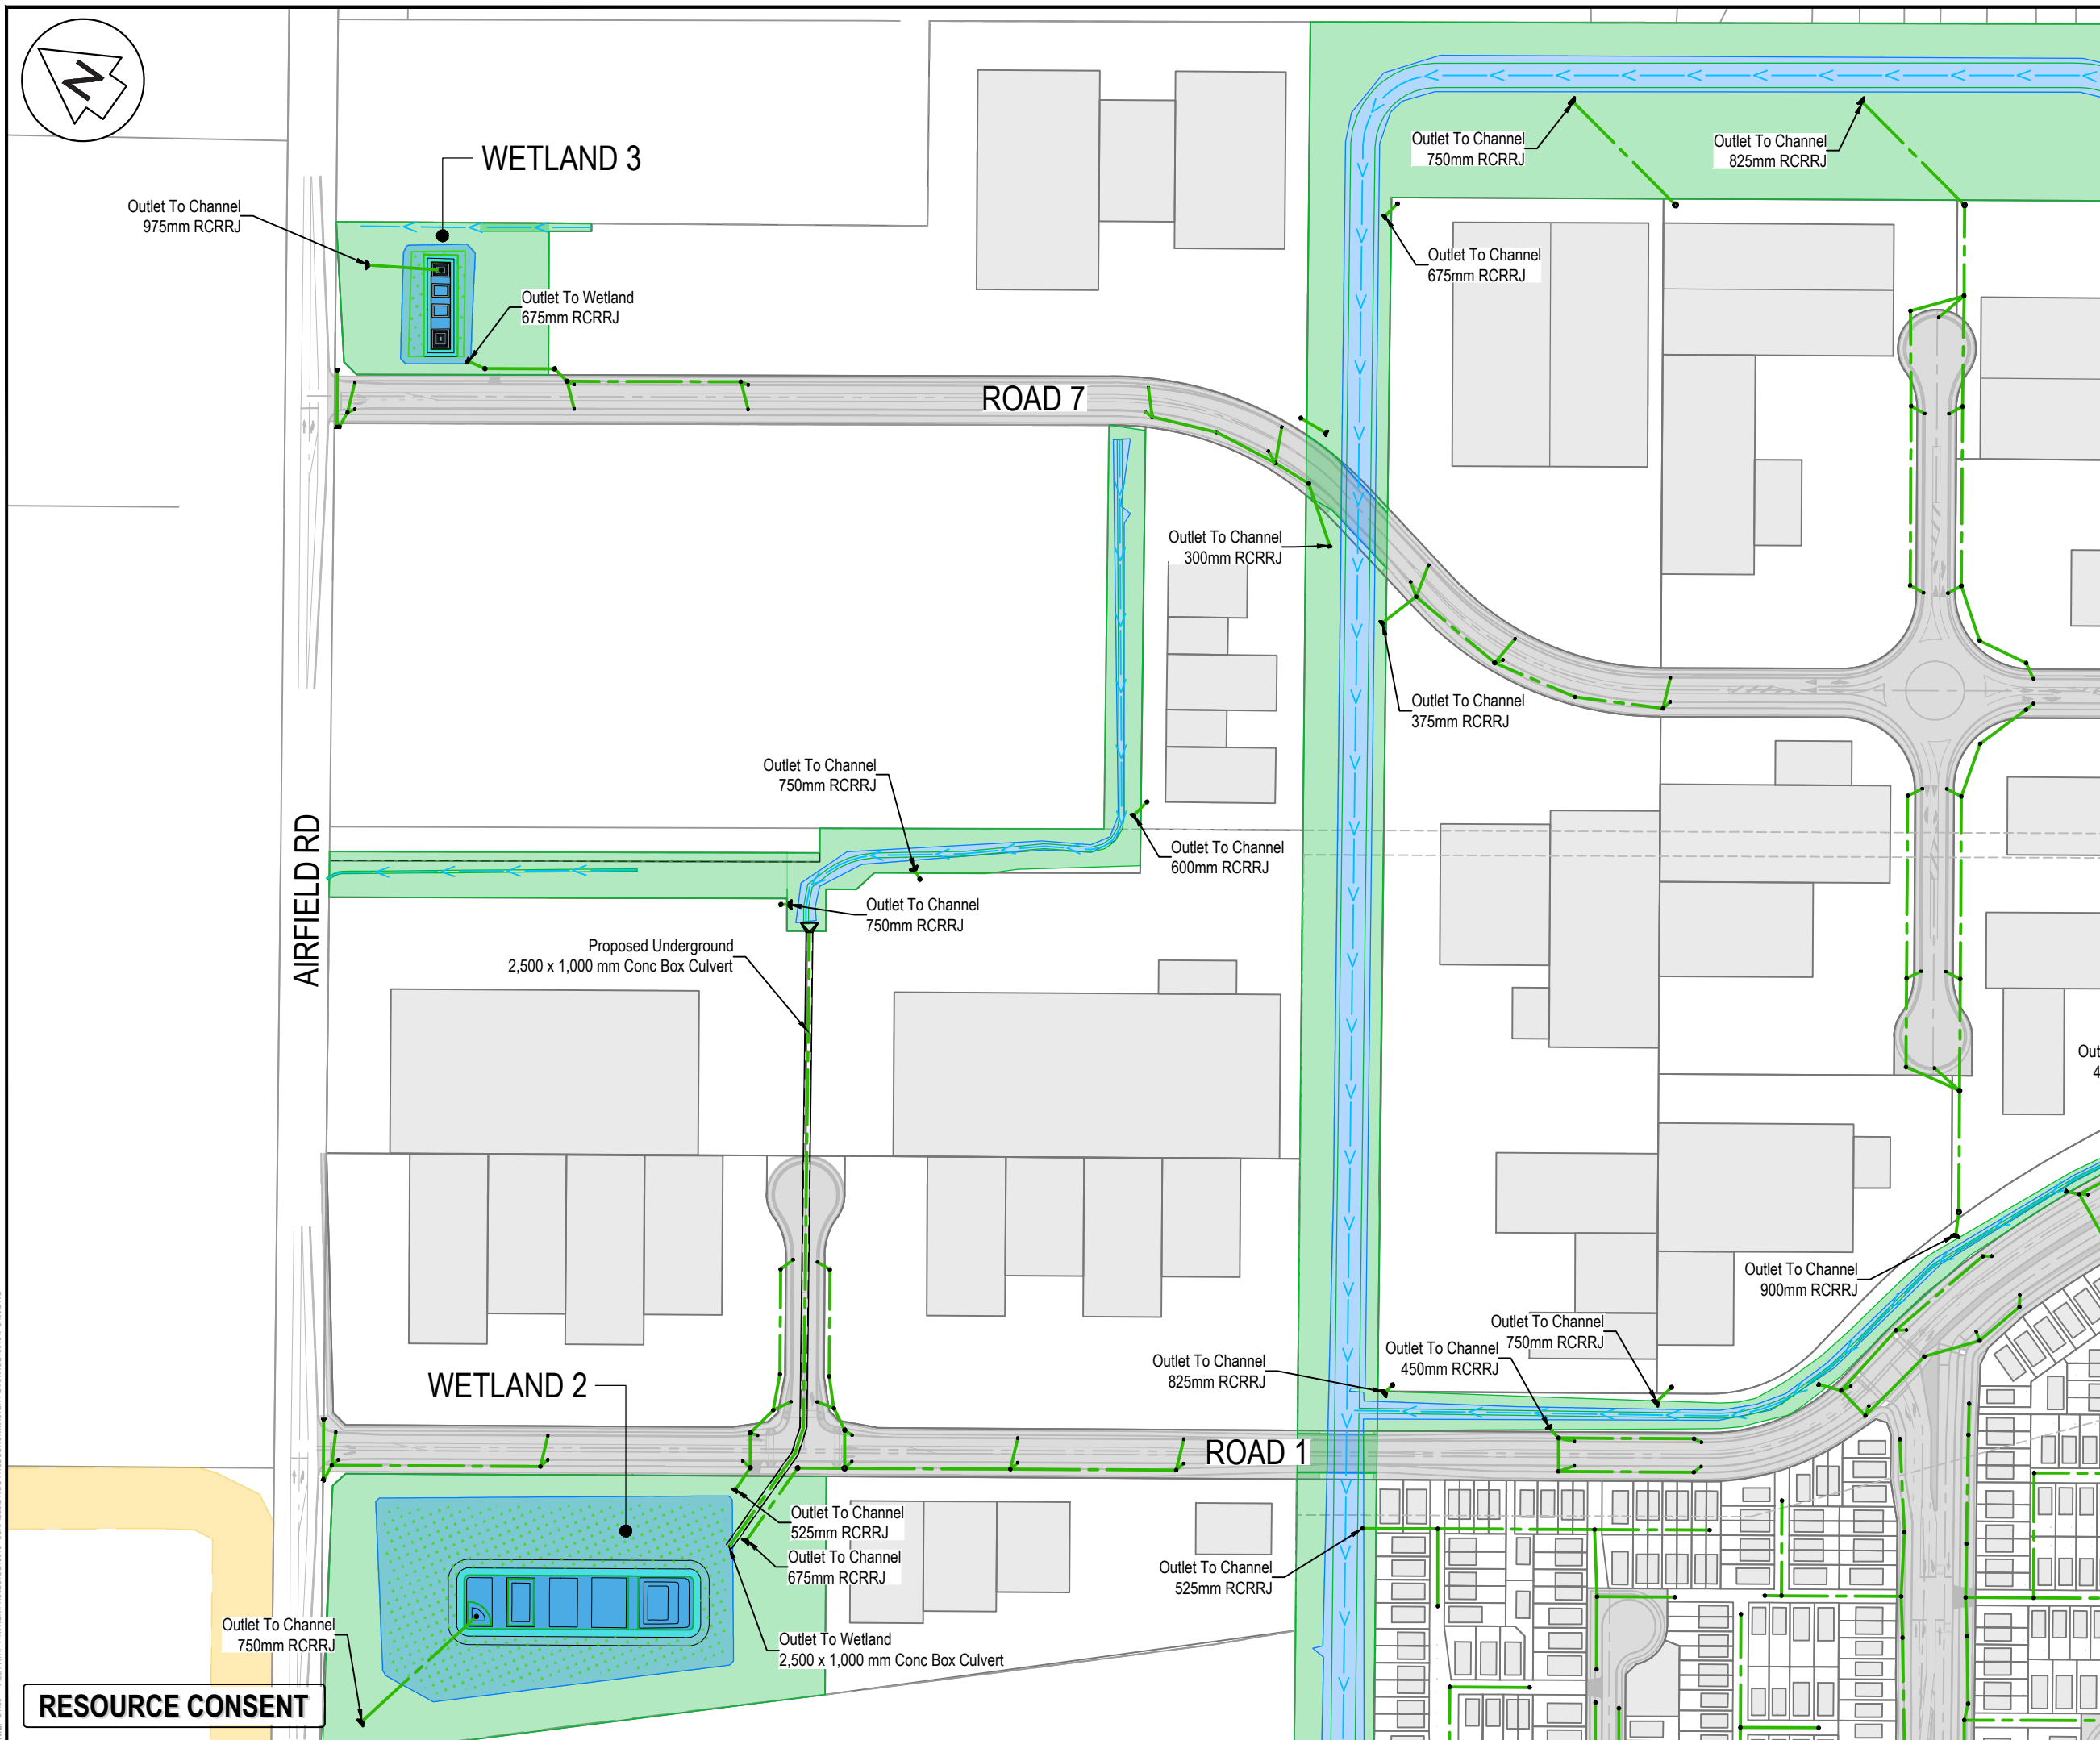 N
WETLAND 3
Outlet To Channel
975mm RCRRJ
Outlet To Wetland
675mm RCRRJ
Outlet To Channel
750mm RCRRJ
Outlet To Channel
825mm RCRRJ
Outlet To Channel
675mm RCRRJ
ROAD 7
Outlet To Channel
300mm RCRRJ
Outlet To Channel
375mm RCRRJ
Outlet To Channel
750mm RCRRJ
Outlet To Channel
600mm RCRRJ
AIRFIELD RD
Outlet To Channel
750mm RCRRJ
Proposed Underground
2,500 x 1,000 mm Conc Box Culvert
Out
4
Outlet To Channel
900mm RCRRJ
Outlet To Channel
750mm RCRRJ
Outlet To Channel
450mm RCRRJ
Outlet To Channel
825mm RCRRJ
WETLAND 2
ROAD 1
Outlet To Channel
525mm RCRRJ
Outlet To Channel
675mm RCRRJ
Outlet To Channel
525mm RCRRJ
Outlet To Channel
750mm RCRRJ
Outlet To Wetland
2,500 x 1,000 mm Conc Box Culvert
RESOURCE CONSENT